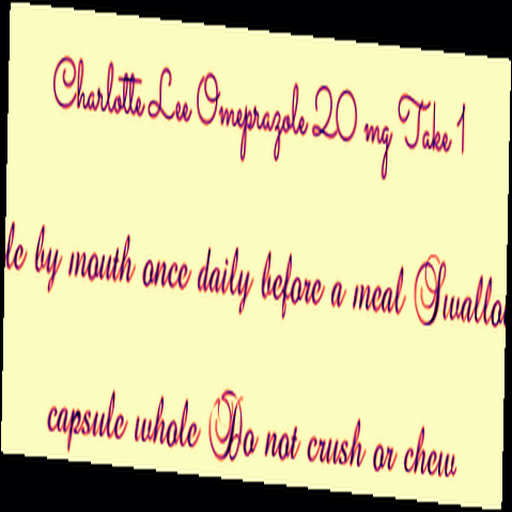 Charlotte Lee Omeprazole 20 mg Take 1
by mouth once daily before a meal
capsule whole Do not crush or chew